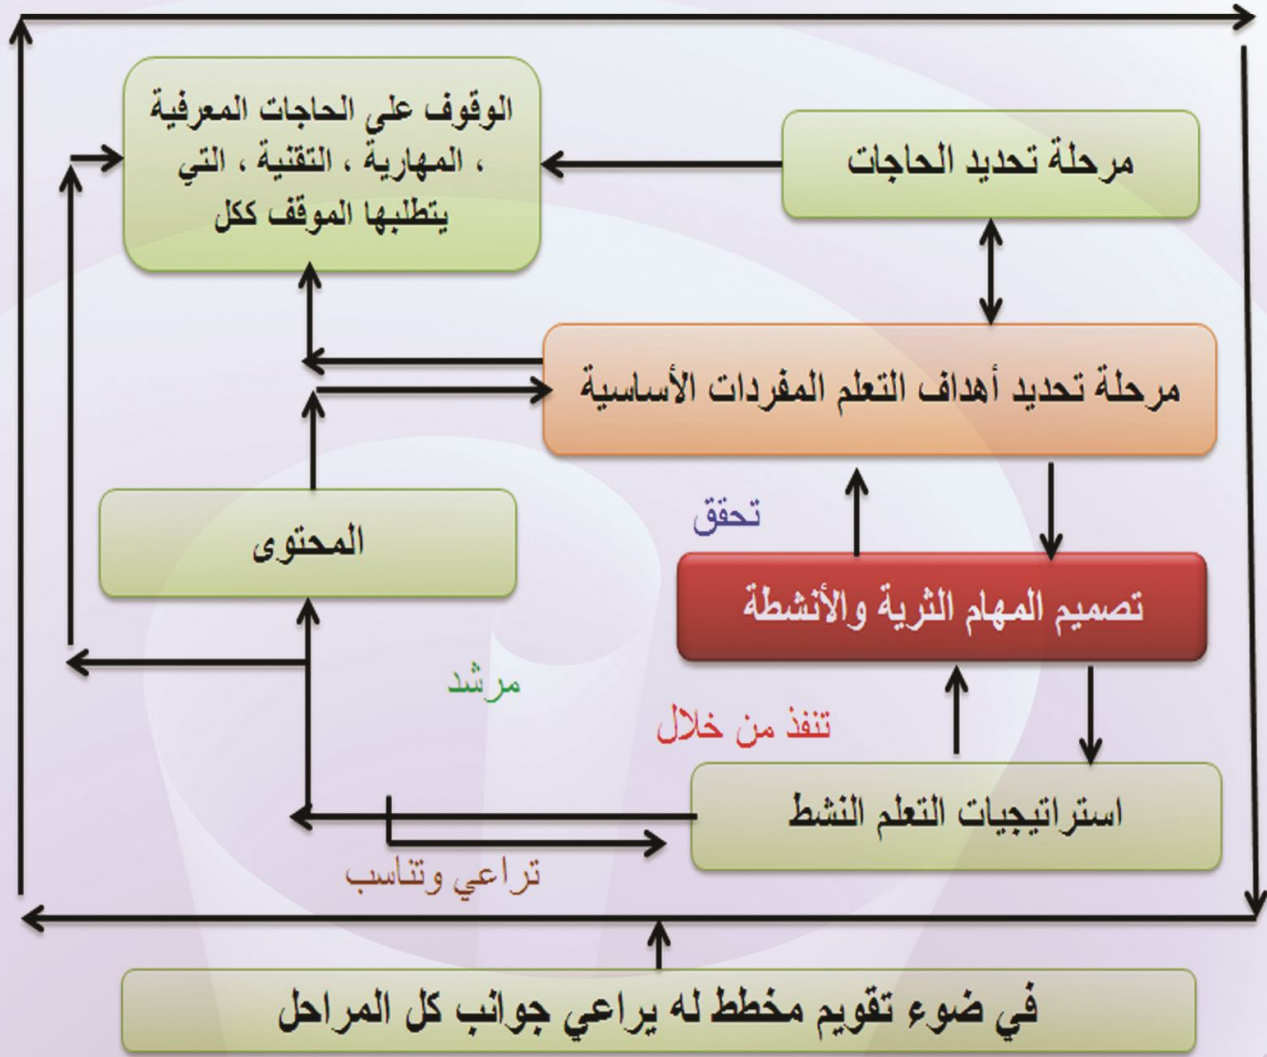 مرحلة تحديد الحاجات
الوقوف على الحاجات المعرفية
، المهارية ، التقنية ، التي
يتطلبها الموقف ككل
مرحلة تحديد أهداف التعلم المفردات الأساسية
تحقق
المحتوى
تصميم المهام الثرية والأنشطة
مرشد
تنفذ من خلال
استراتيجيات التعلم النشط
تراعي وتناسب
في ضوء تقويم مخطط له يراعي جوانب كل المراحل